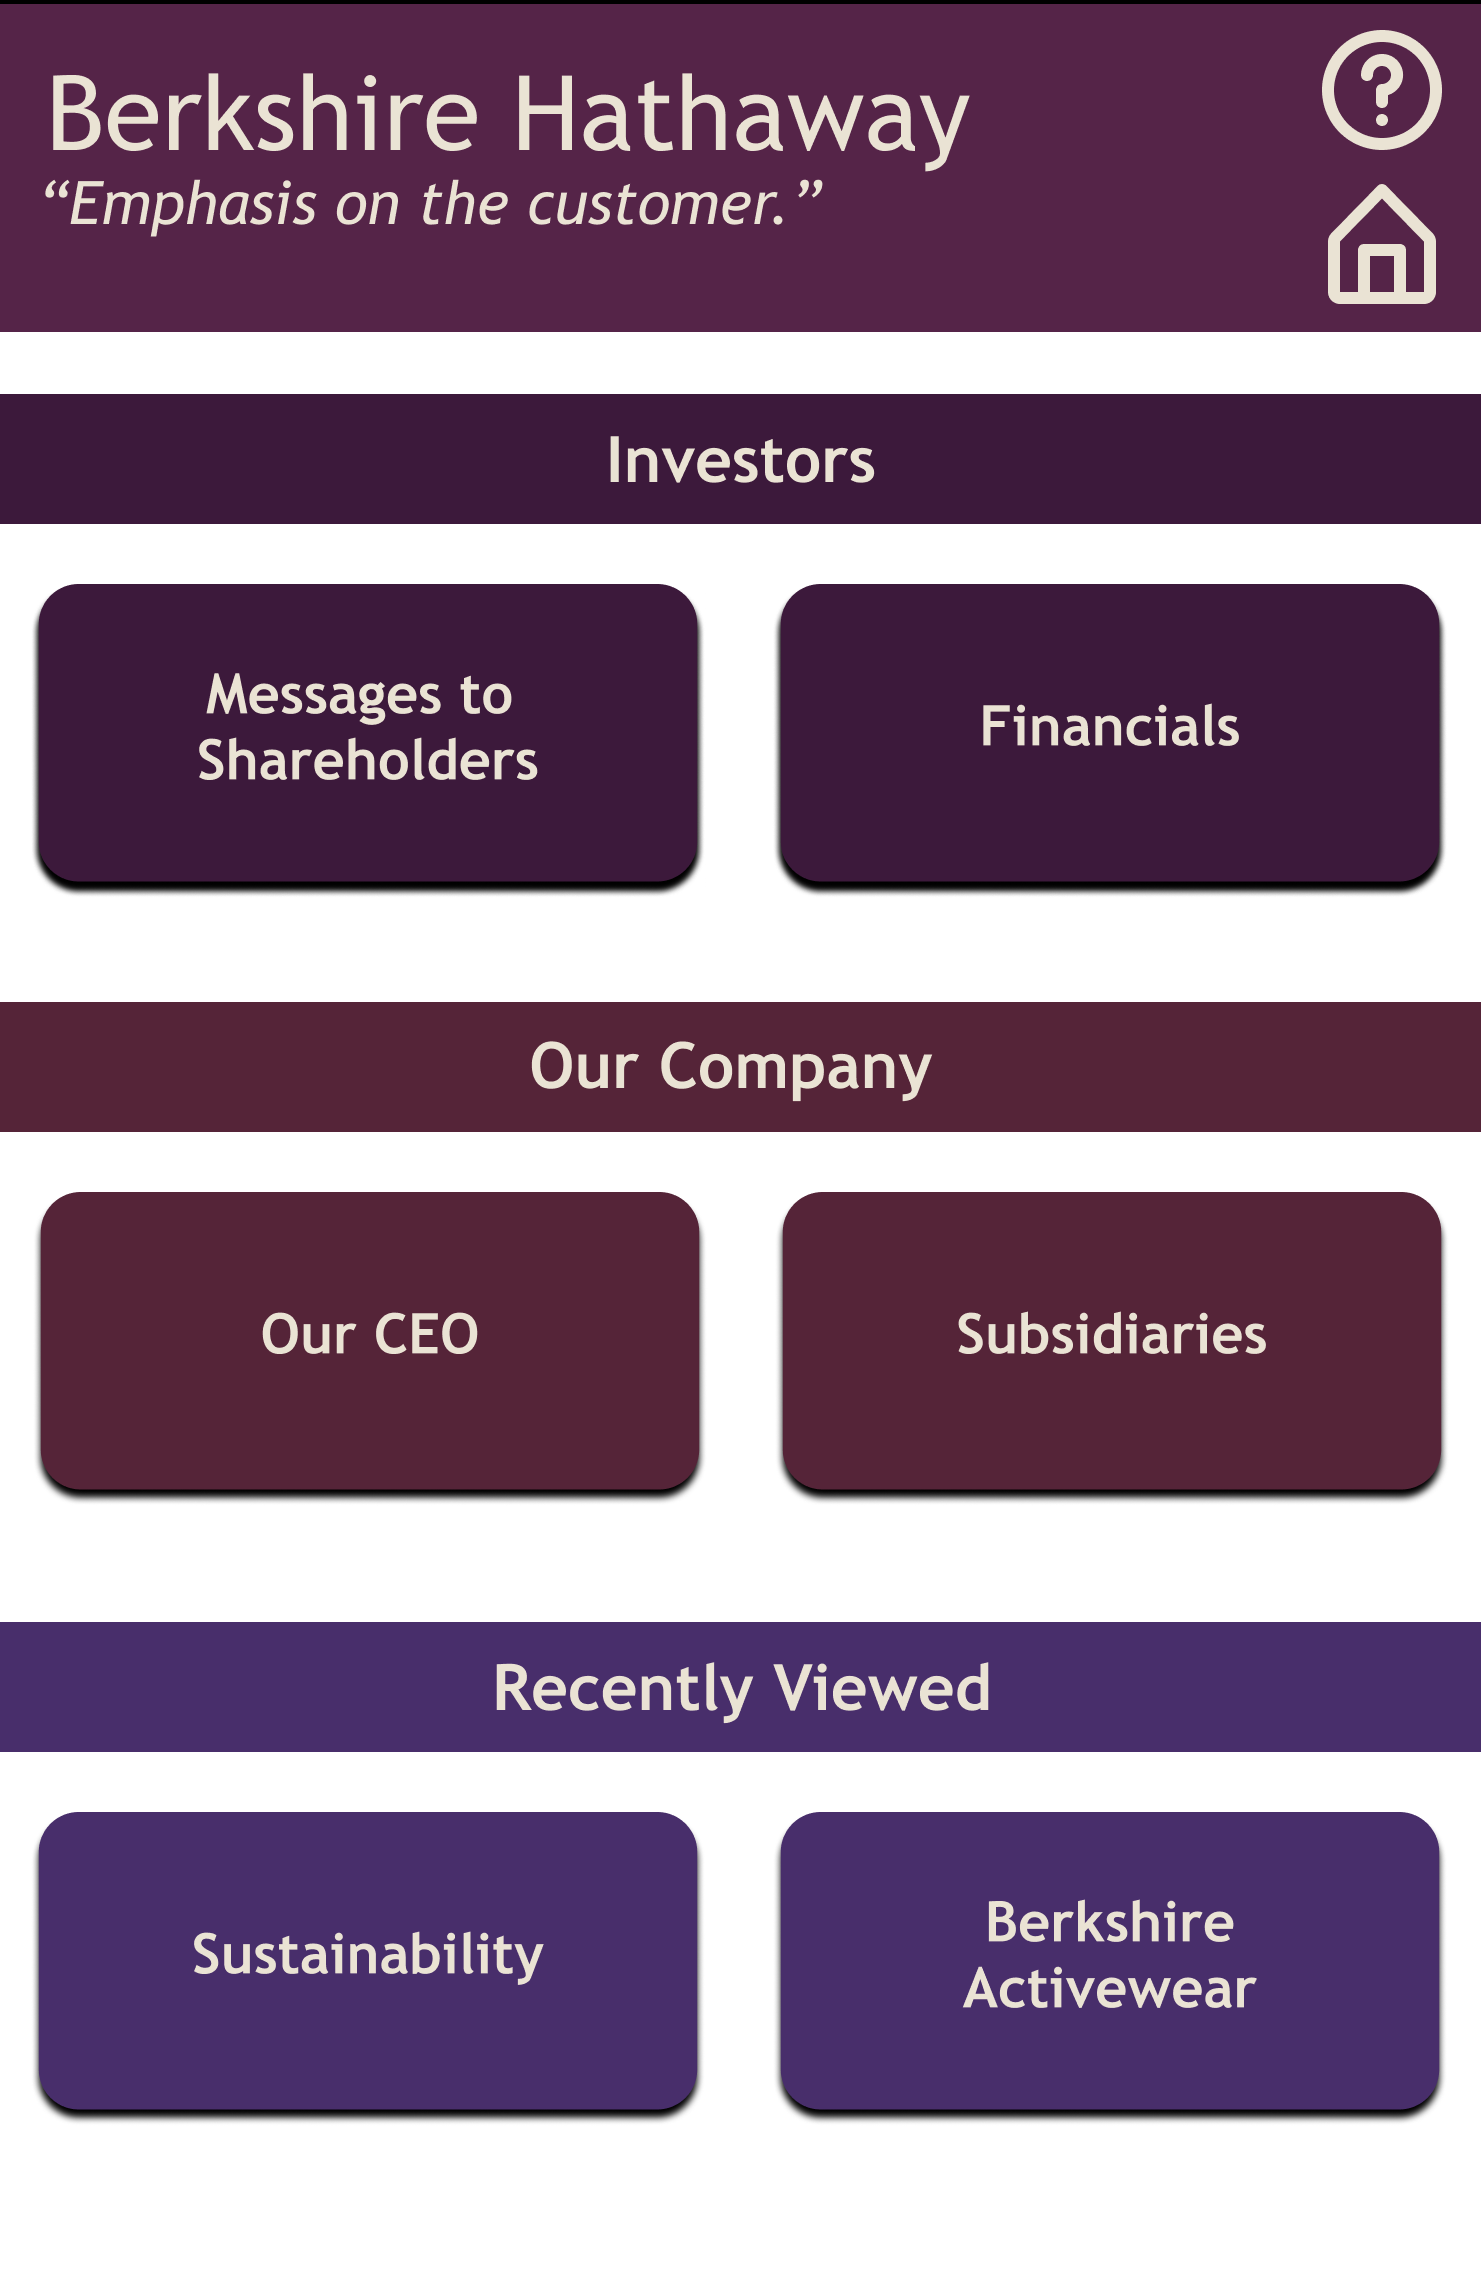 Berkshire Hathaway
“Emphasis on the customer.”
Investors
Messages to
Shareholders
Financials
Our Company
Our CEO
Subsidiaries
Recently Viewed
Sustainability
Berkshire
Activewear